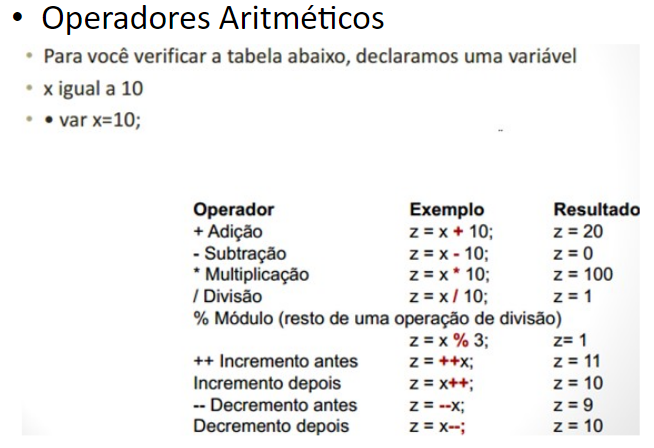 • Operadores Aritméticos
• Para você verificar a tabela abaixo, declaramos uma variável
• x igual a 10
• • var x=10;
Operador Exemplo Resultado
+ Adição z = x + 10; z = 20
- Subtração z = x - 10; z = 0
* Multiplicação z = x * 10; z = 100
/ Divisão z = x / 10; z = 1
% Módulo (resto de uma operação de divisão)
z = x % 3; z= 1
++ Incremento antes z = ++x; z = 11
Incremento depois z = x++; z = 10
-- Decremento antes z = --x; z = 9
Decremento depois z = x--; z = 10